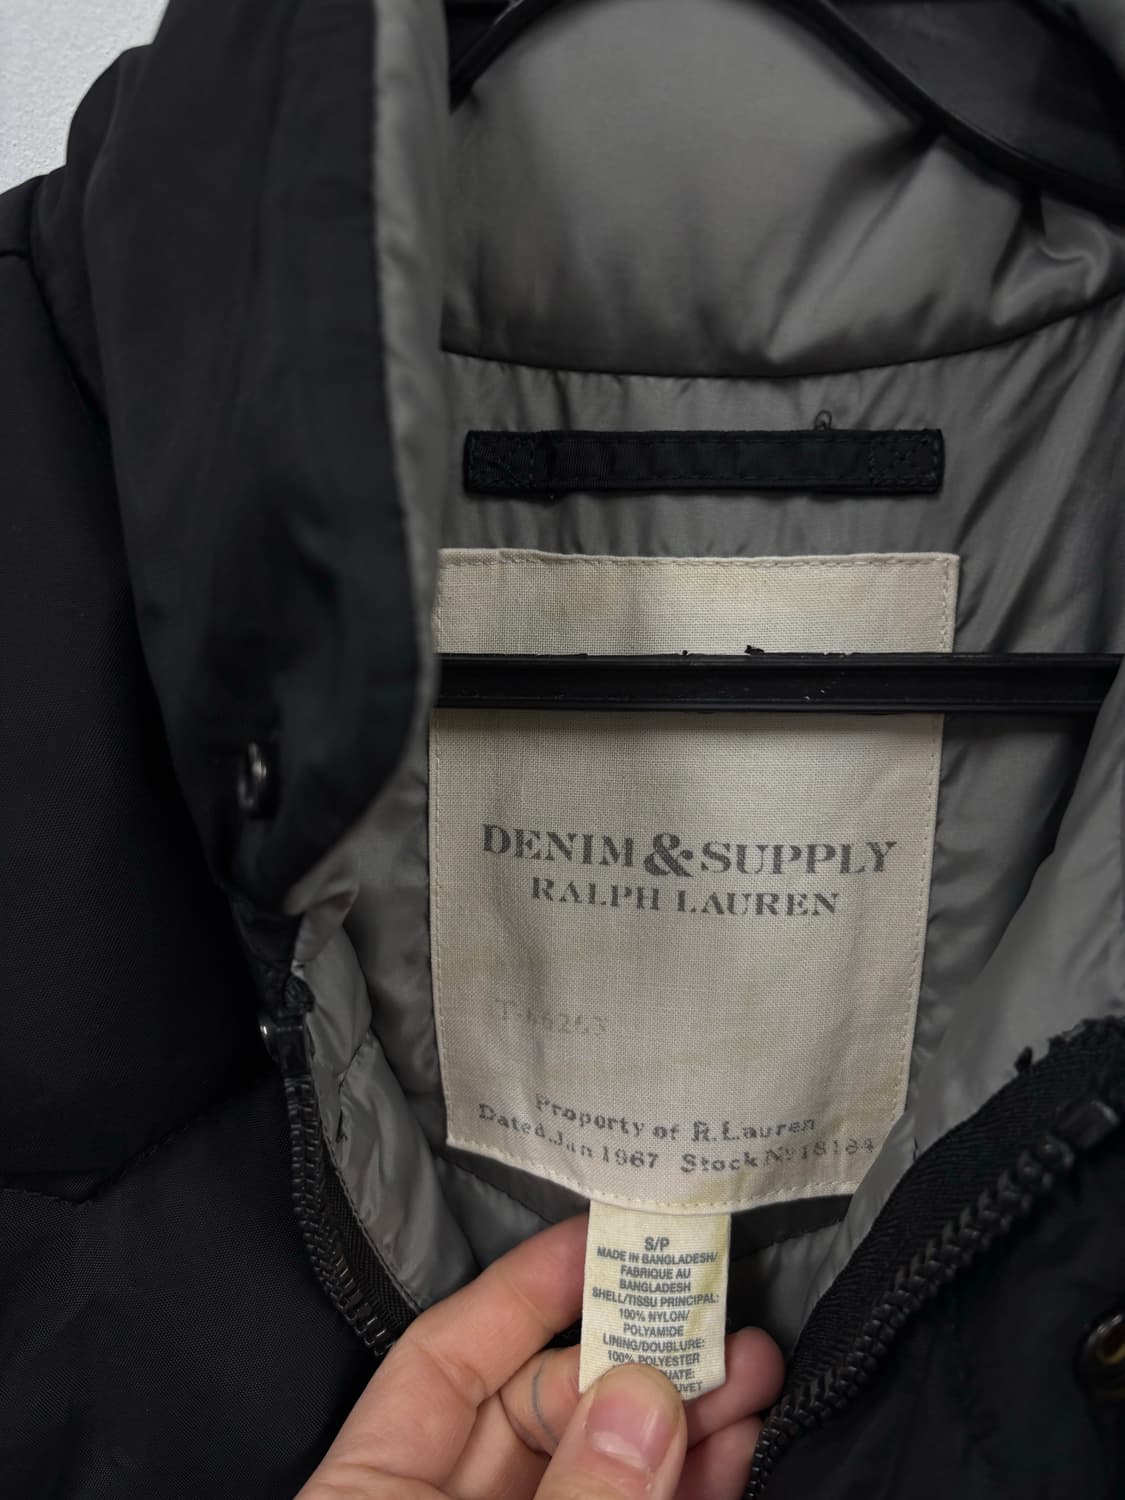 DENIM & SUPPLY
RALPH LAUREN
Property of R. Lauren
Dated Jan 1967 Stock Nº 18184
S/P
MADE IN BANGLADESH/
FABRIQUE AU
BANGLADESH
SHELL/TISSU PRINCIPAL:
100% NYLON/
POLYAMIDE
LINING/DOUBLURE:
100% POLYESTER